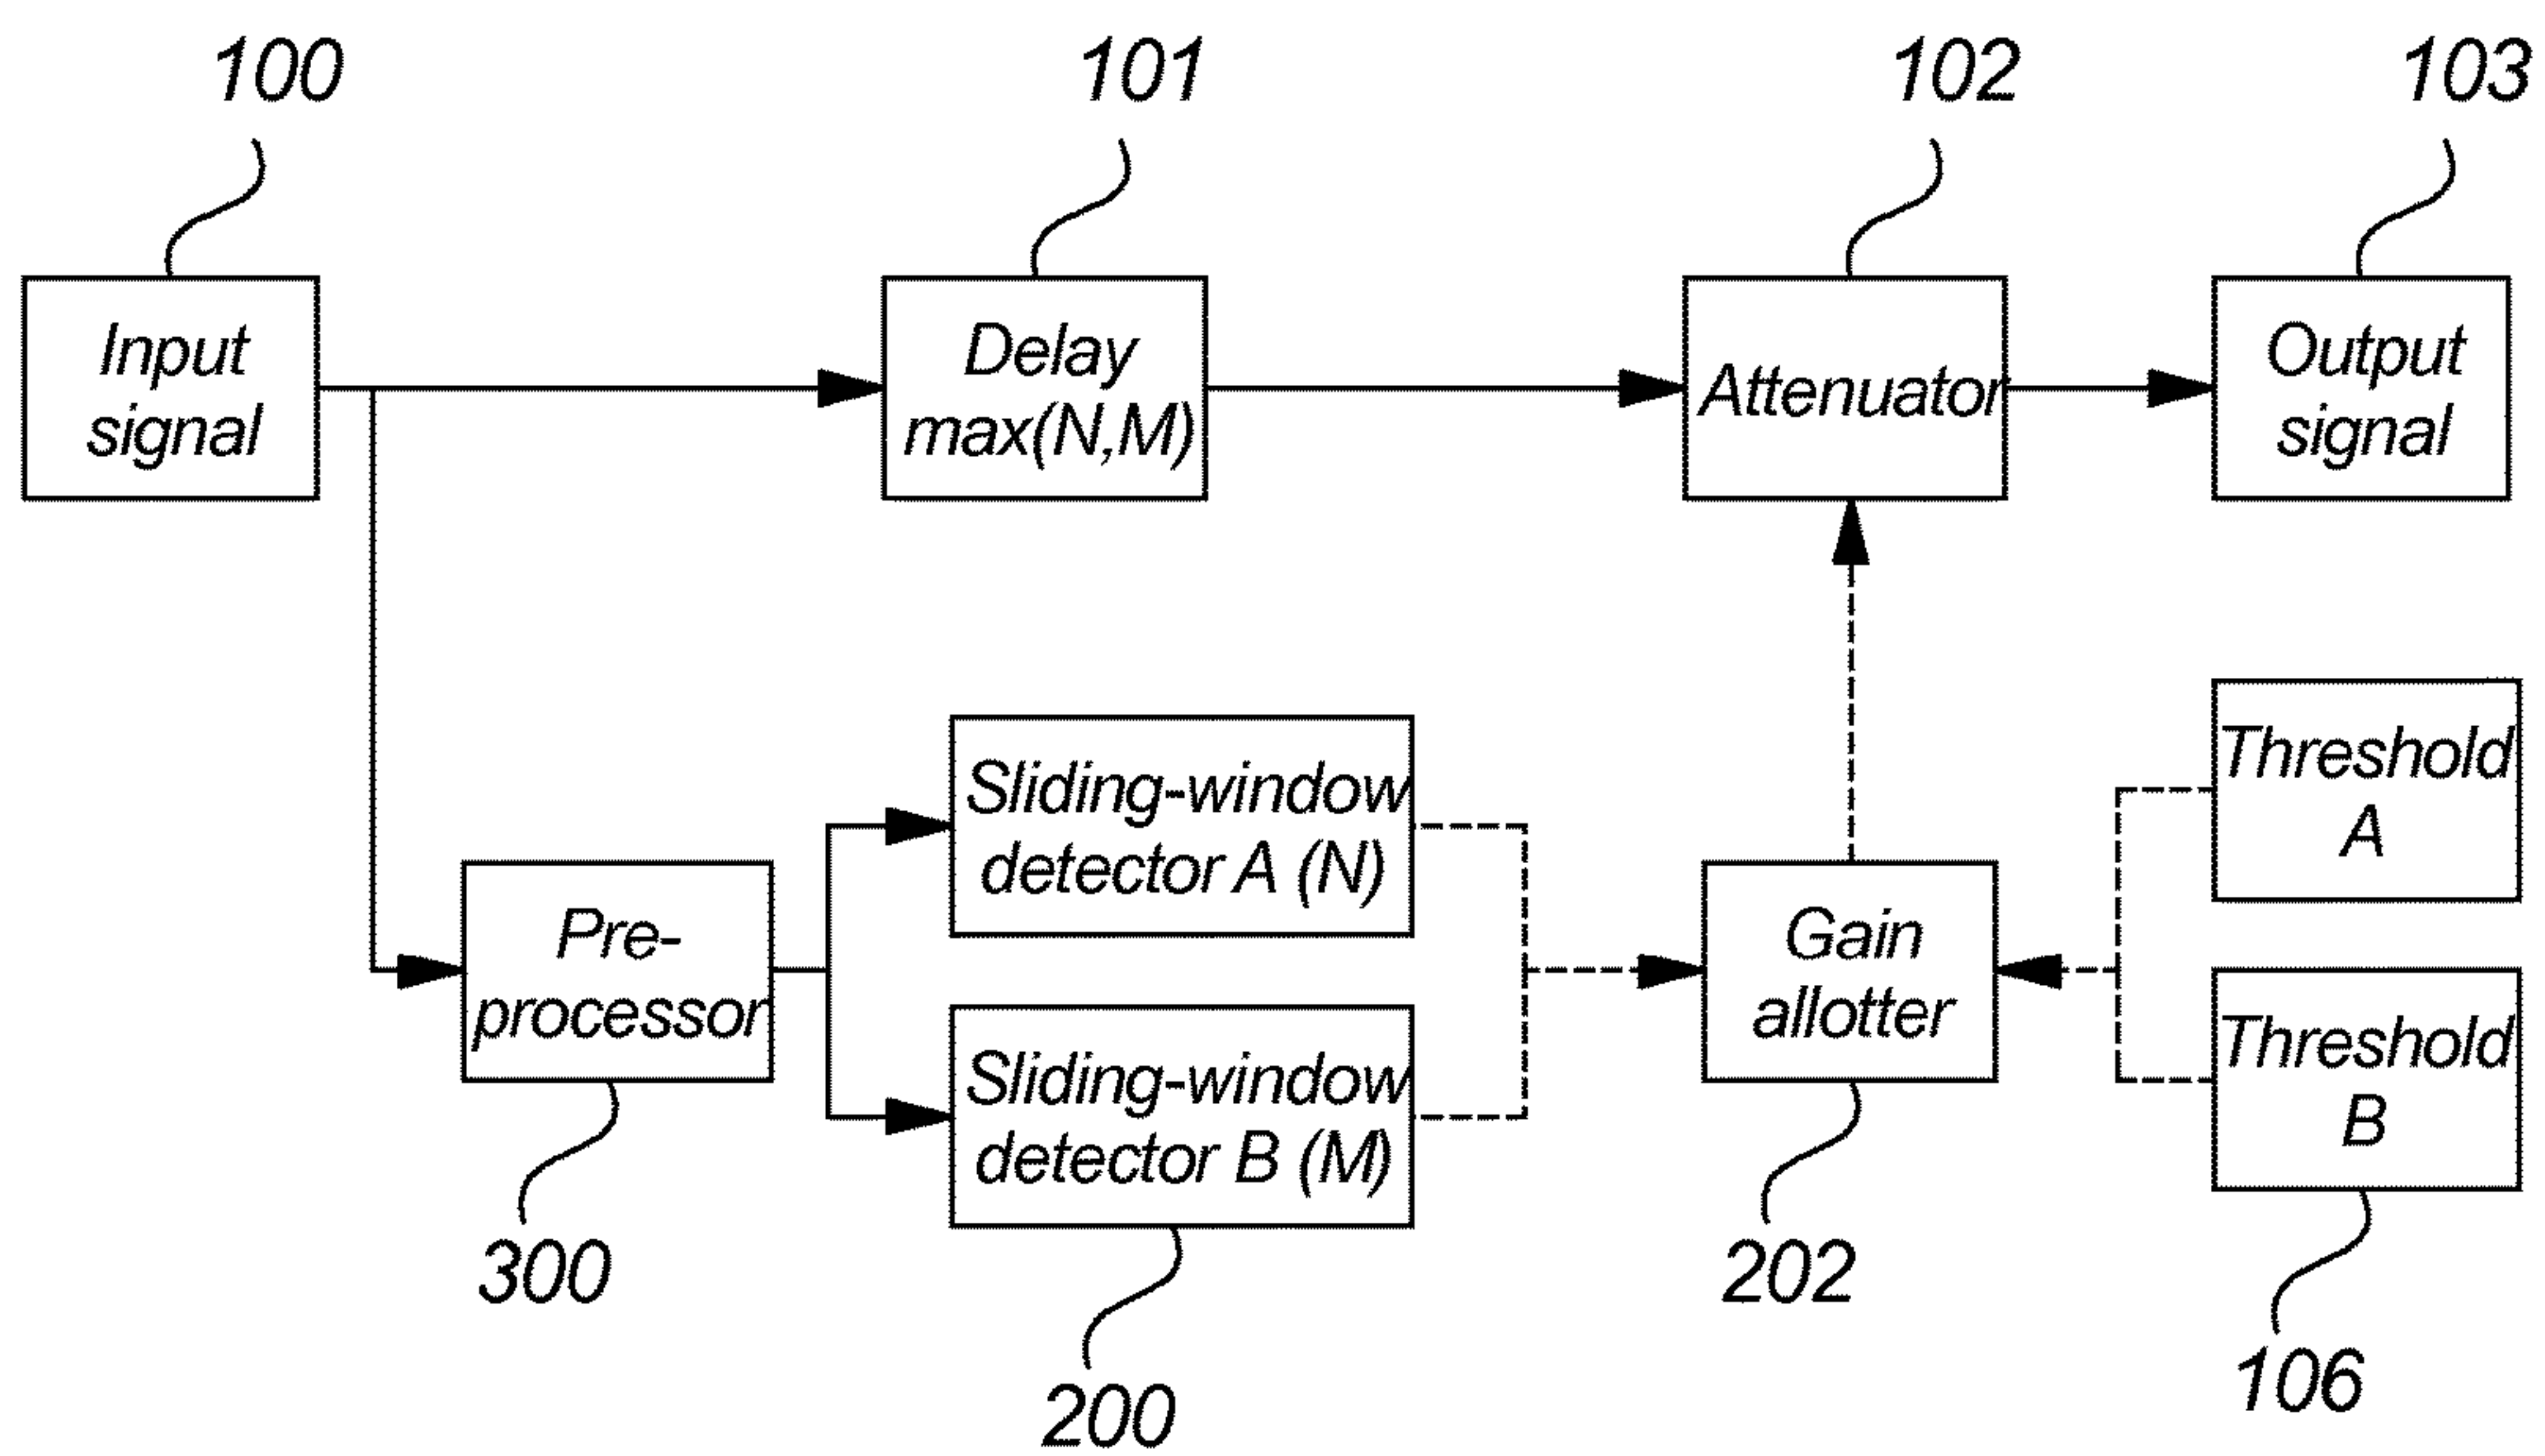 100
101
102
103
Input
signal
Delay
max(N,M)
Attenuator
Output
signal
Sliding-window
detector A (N)
Threshold
A
Pre-
processor
Gain
allotter
Sliding-window
detector B (M)
Threshold
B
300
200
202
106